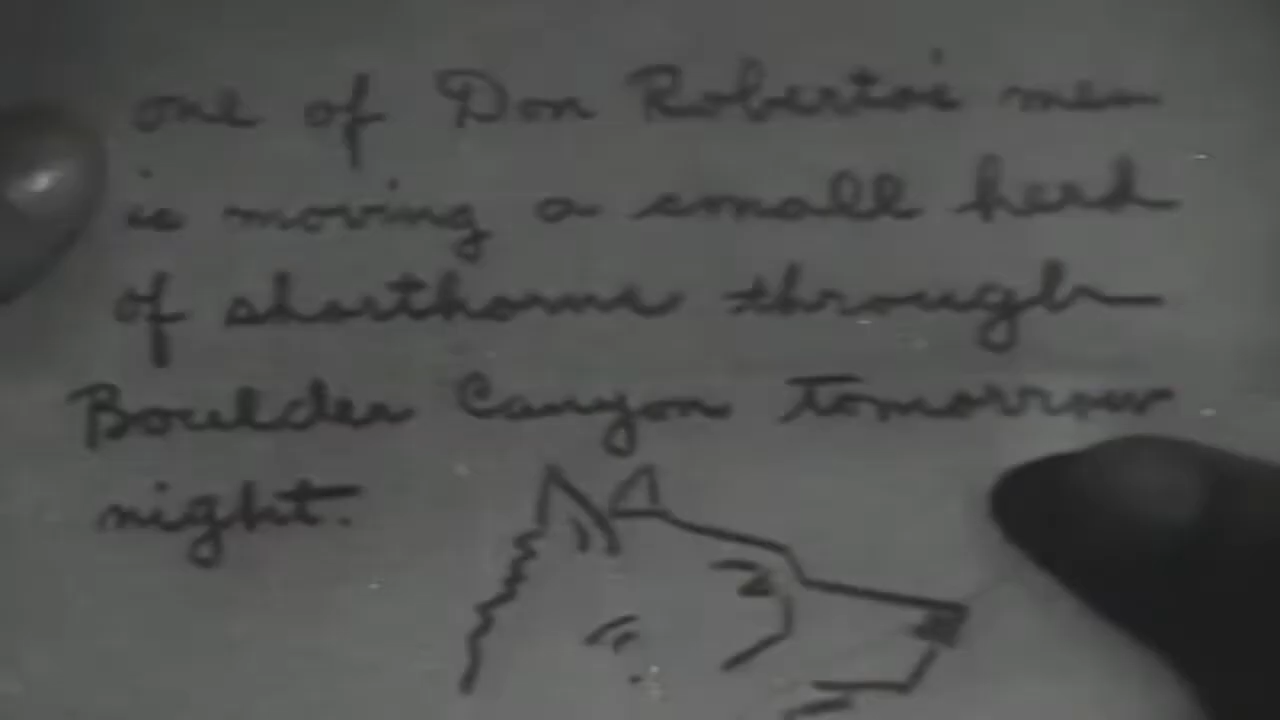 one of Don Roberto's men
is moving a small herd
of shorthorns through
Boulder Canyon tomorrow
night.